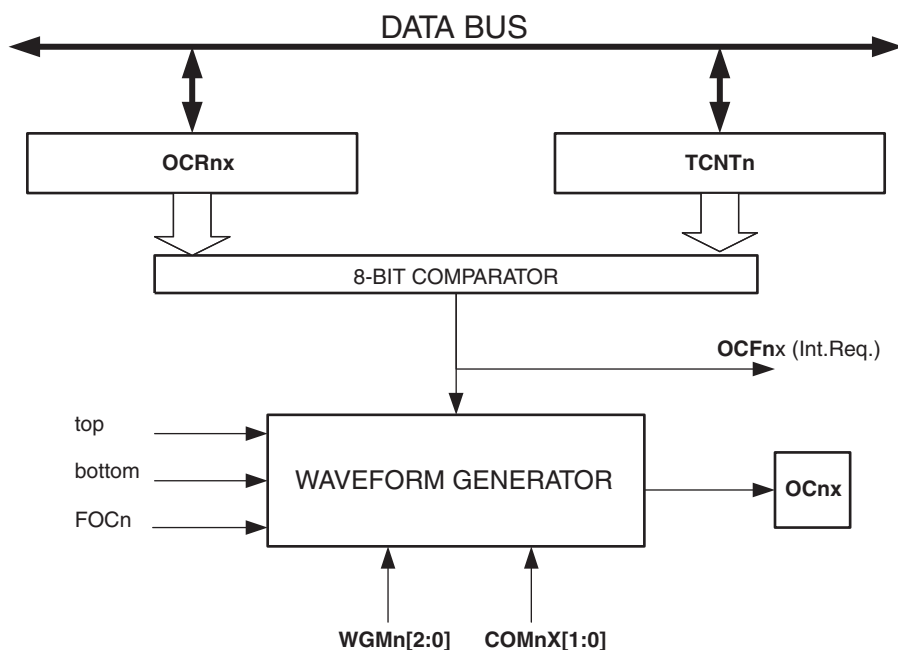 DATA BUS
OCRnx
TCNTn
8-BIT COMPARATOR
OCFnx (Int.Req.)
top
bottom
FOCn
WAVEFORM GENERATOR
OCnx
WGMn[2:0]
COMnX[1:0]